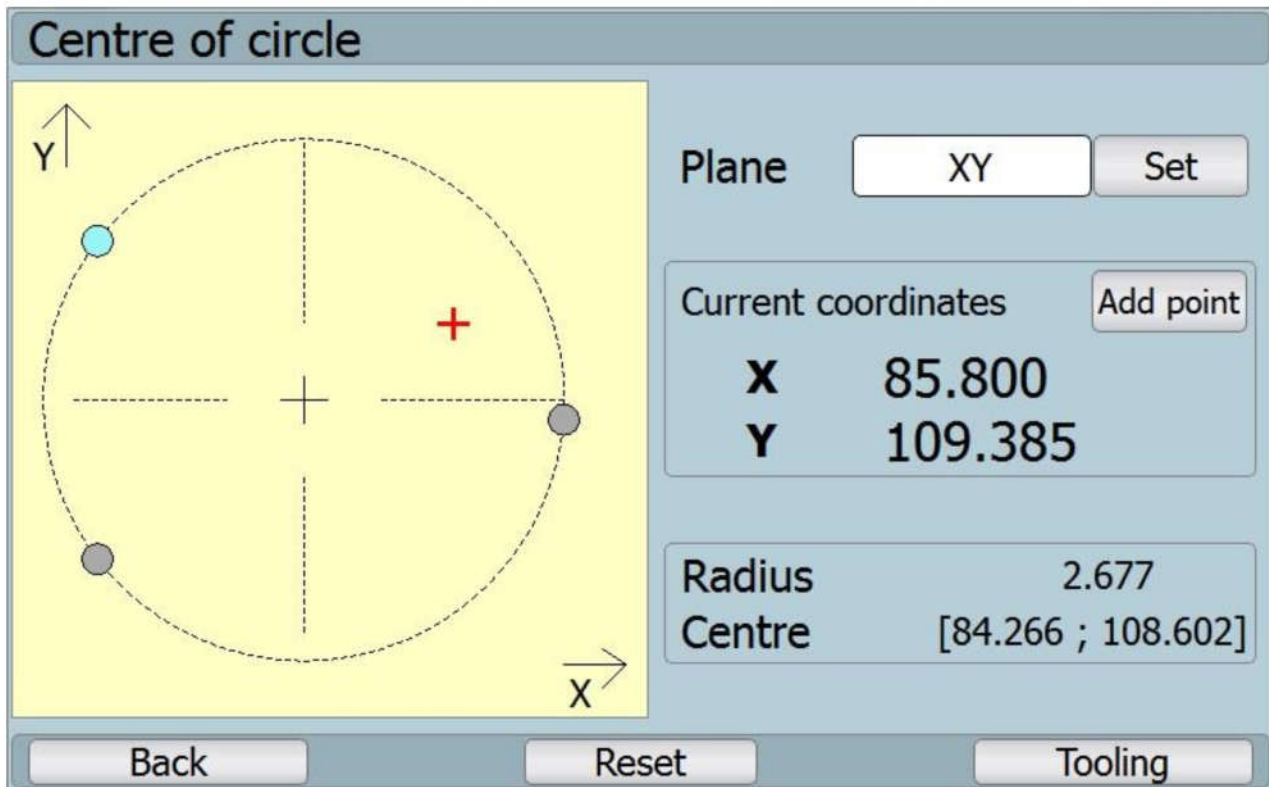 Centre of circle
Y
X
Plane XY Set
Current coordinates Add point
X 85.800
Y 109.385
Radius 2.677
Centre [84.266 ; 108.602]
Back Reset Tooling